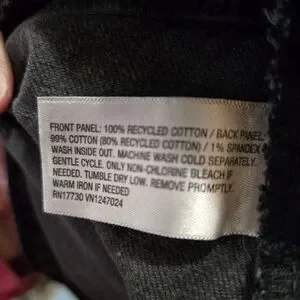 FRONT PANEL: 100% RECYCLED COTTON / BACK PANEL:
99% COTTON (80% RECYCLED COTTON) / 1% SPANDEX
WASH INSIDE OUT. MACHINE WASH COLD SEPARATELY.
GENTLE CYCLE. ONLY NON-CHLORINE BLEACH IF
NEEDED. TUMBLE DRY LOW. REMOVE PROMPTLY.
WARM IRON IF NEEDED
RN17730 VN1247024